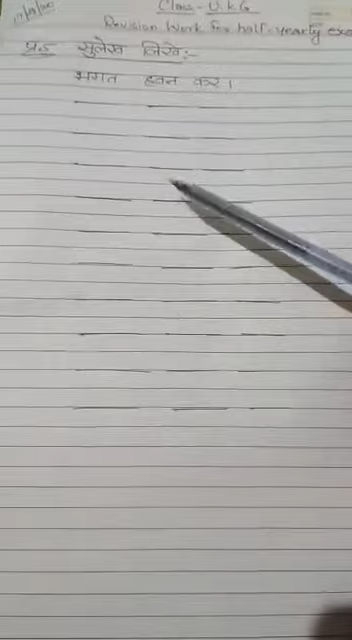 Class - U.K.G
Revision Work for half-yearly exa
प्र.5 सुलेख लिखे:-
भगत हवन कर।